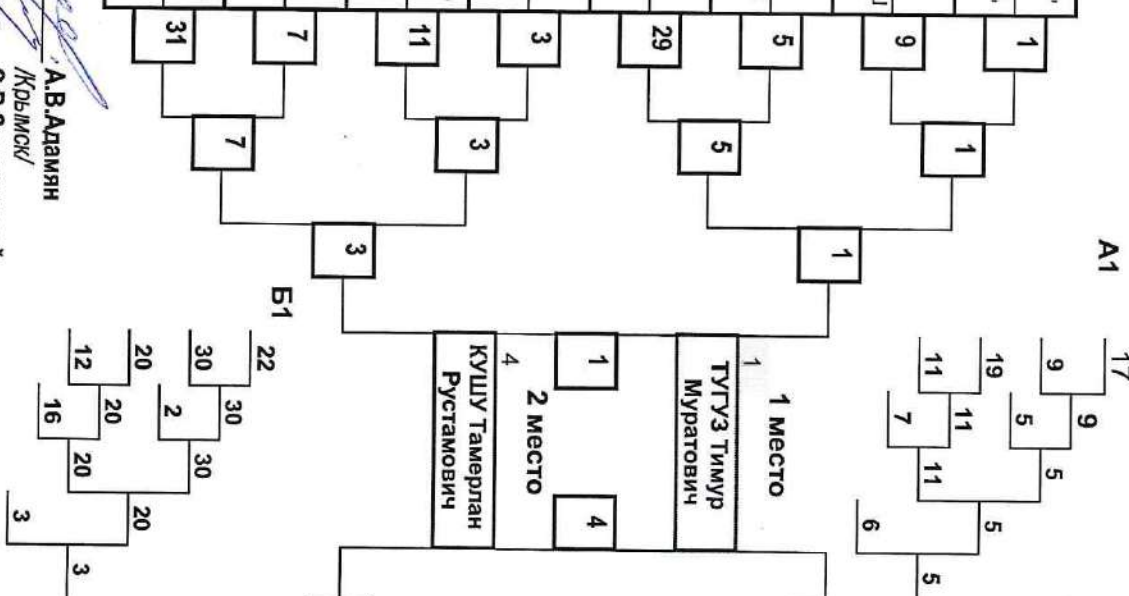 17
А1
9
9 5
1
5
19
5
1
11
11 11 5
9
7
6
1
5
1 место
1
5
ТУГУЗ Тимур
Муратович
29
1 4
3
2 место
4
3
КУШУ Тамерлан
Рустамович
11
3
7
Б1
22
7 30
30 30
31
2
20 20
20
12 20 3
А.В.Адамян
16
/Крымск/
3